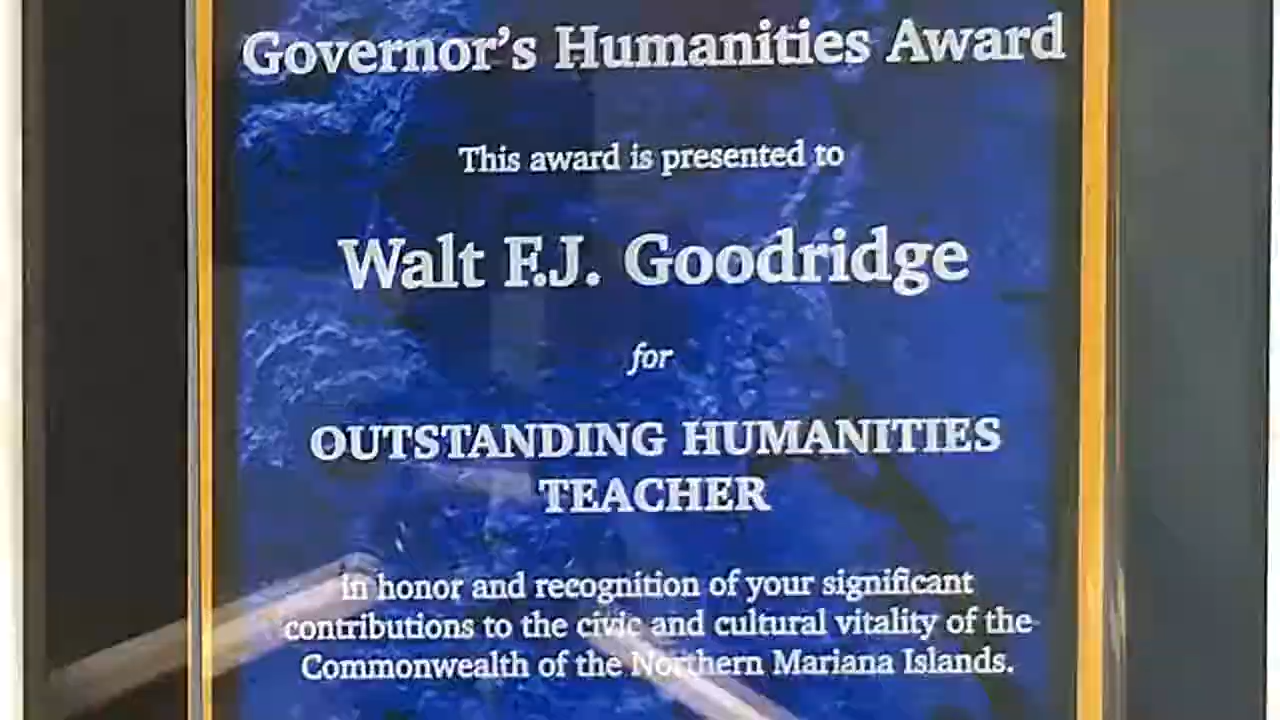 Governor's Humanities Award
This award is presented to
Walt F.J. Goodridge
for
OUTSTANDING HUMANITIES
TEACHER
in honor and recognition of your significant
contributions to the civic and cultural vitality of the
Commonwealth of the Northern Mariana Islands.